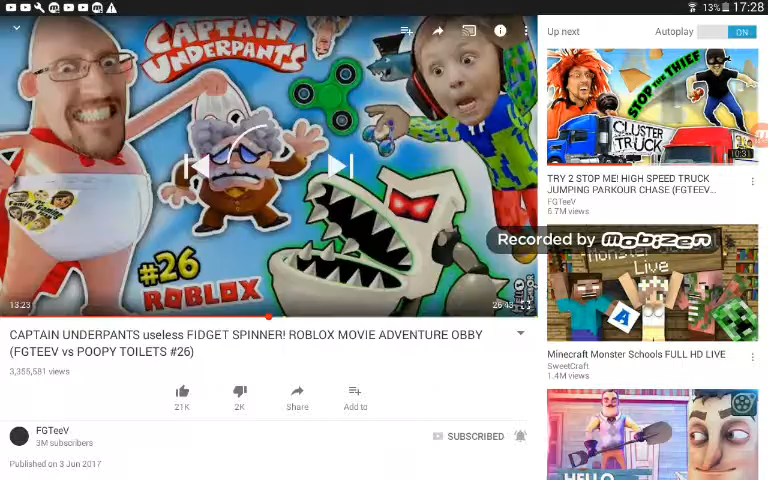 13% 17:28
CAPTAIN
UNDERPANTS
#26
ROBLOX
13:23
26:43
CAPTAIN UNDERPANTS useless FIDGET SPINNER! ROBLOX MOVIE ADVENTURE OBBY
(FGTEEV vs POOPY TOILETS #26)
3,355,581 views
21K
2K
Share
Add to
FGTeeV
3M subscribers
SUBSCRIBED
Published on 3 Jun 2017
Up next
Autoplay
ON
STOP THE THIEF
CLUSTER
TRUCK
10:31
TRY 2 STOP ME! HIGH SPEED TRUCK
JUMPING PARKOUR CHASE (FGTEEV...
FGTeeV
6.7M views
Recorded by Mobizen
Monster School
Live
A
Minecraft Monster Schools FULL HD LIVE
SweetCraft
1.4M views
HELLO